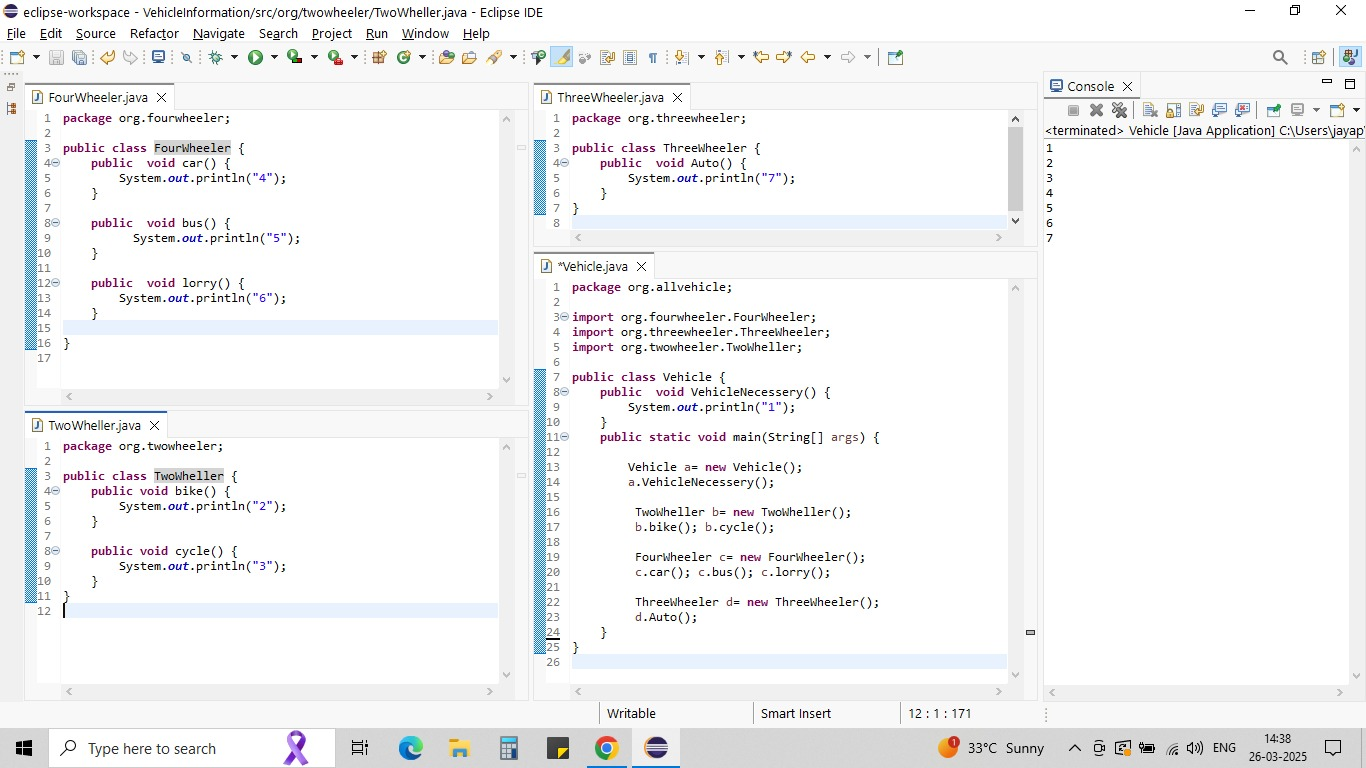 eclipse-workspace - VehicleInformation/src/org/twowheeler/TwoWheller.java - Eclipse IDE
File Edit Source Refactor Navigate Search Project Run Window Help
FourWheeler.java
1 package org.fourwheeler;
2
3 public class FourWheeler {
4 public  void car() {
5 System.out.println("4");
6 }
7
8 public  void bus() {
9 System.out.println("5");
10 }
11
12 public  void lorry() {
13 System.out.println("6");
14 }
15
16 }
17
TwoWheller.java
1 package org.twowheeler;
2
3 public class TwoWheller {
4 public void bike() {
5 System.out.println("2");
6 }
7
8 public void cycle() {
9 System.out.println("3");
10 }
11 }
12
ThreeWheeler.java
1 package org.threewheeler;
2
3 public class ThreeWheeler {
4 public  void Auto() {
5 System.out.println("7");
6 }
7 }
8
*Vehicle.java
1 package org.allvehicle;
2
3 import org.fourwheeler.FourWheeler;
4 import org.threewheeler.ThreeWheeler;
5 import org.twowheeler.TwoWheller;
6
7 public class Vehicle {
8 public  void VehicleNecessery() {
9 System.out.println("1");
10 }
11 public static void main(String[] args) {
12
13 Vehicle a= new Vehicle();
14 a.VehicleNecessery();
15
16 TwoWheller b= new TwoWheller();
17 b.bike(); b.cycle();
18
19 FourWheeler c= new FourWheeler();
20 c.car(); c.bus(); c.lorry();
21
22 ThreeWheeler d= new ThreeWheeler();
23 d.Auto();
24 }
25 }
26
Console
<terminated> Vehicle [Java Application] C:\Users\jayap
1
2
3
4
5
6
7
Writable Smart Insert 12 : 1 : 171
Type here to search
1 33°C Sunny ENG 14:38
26-03-2025